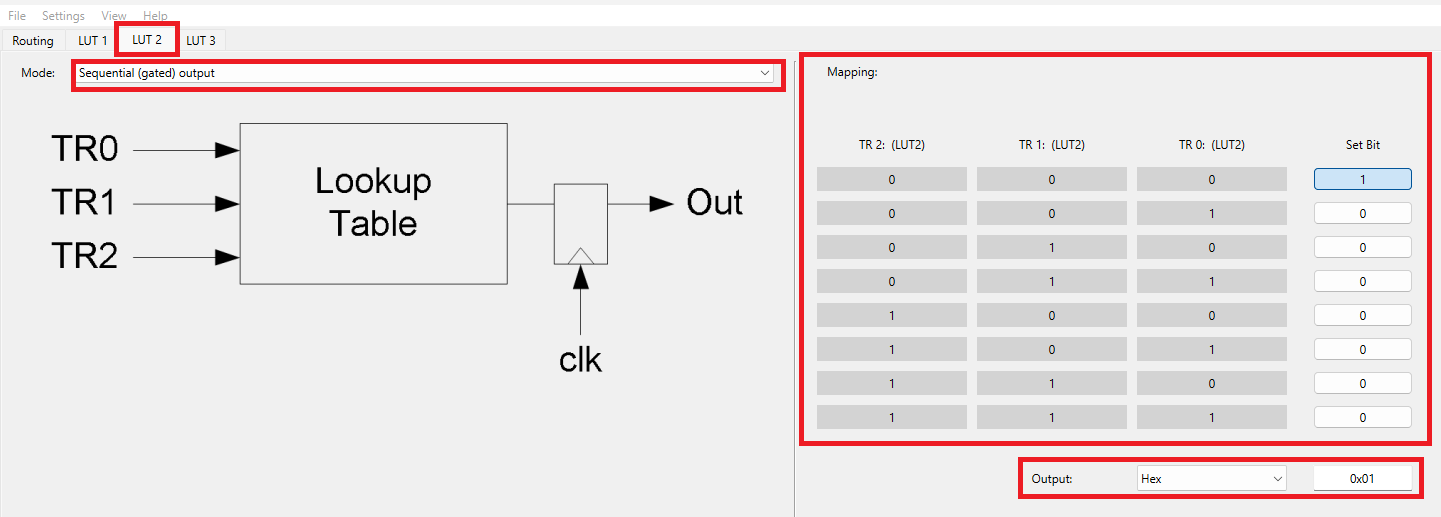 File Settings View Help
Routing LUT 1 LUT 2 LUT 3
Mode: Sequential (gated) output
TR0
TR1
TR2
Lookup
Table
Out
clk
Mapping:
TR 2: (LUT2) TR 1: (LUT2) TR 0: (LUT2) Set Bit
0 0 0 1
0 0 1 0
0 1 0 0
0 1 1 0
1 0 0 0
1 0 1 0
1 1 0 0
1 1 1 0
Output: Hex 0x01